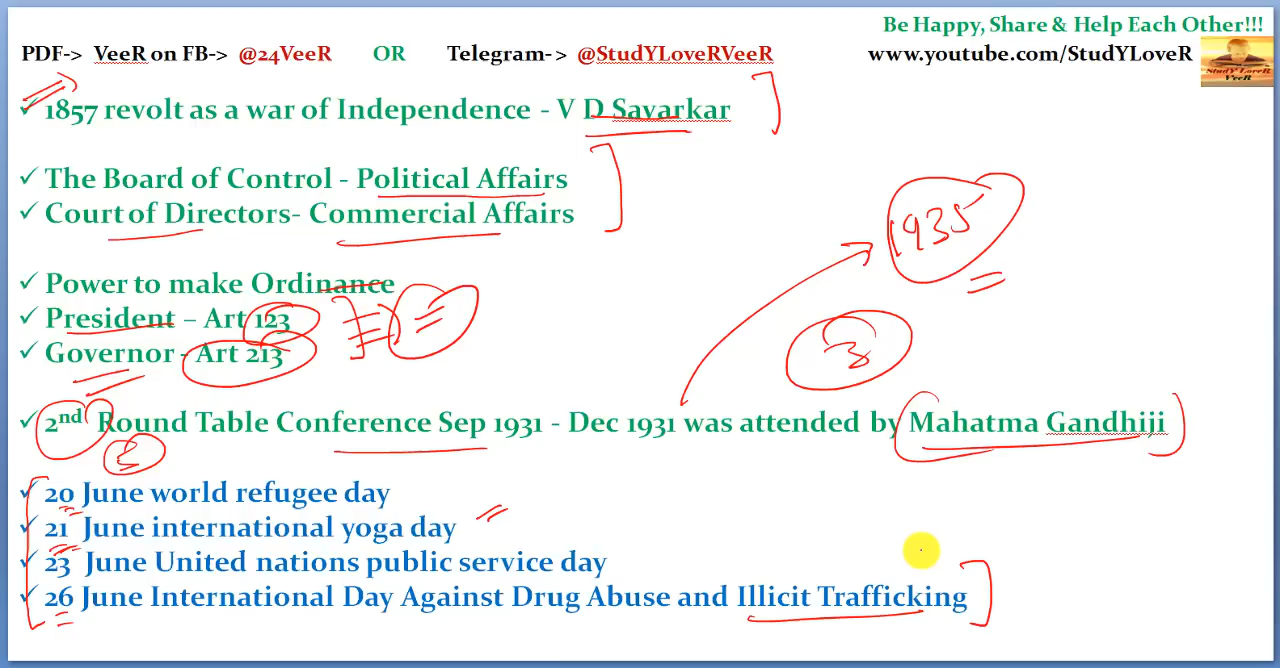 Be Happy, Share & Help Each Other!!!
PDF-> VeeR on FB-> @24VeeR OR Telegram-> @StudYLoveRVeeR www.youtube.com/StudYLoveR
StudY LoveR
VeeR
✓ 1857 revolt as a war of Independence - V D Savarkar
✓ The Board of Control - Political Affairs
✓ Court of Directors- Commercial Affairs
1935
✓ Power to make Ordinance
✓ President – Art 123
✓ Governor - Art 213
3
✓ 2nd Round Table Conference Sep 1931 - Dec 1931 was attended by Mahatma Gandhiji
✓ 20 June world refugee day
✓ 21 June international yoga day
✓ 23 June United nations public service day
✓ 26 June International Day Against Drug Abuse and Illicit Trafficking